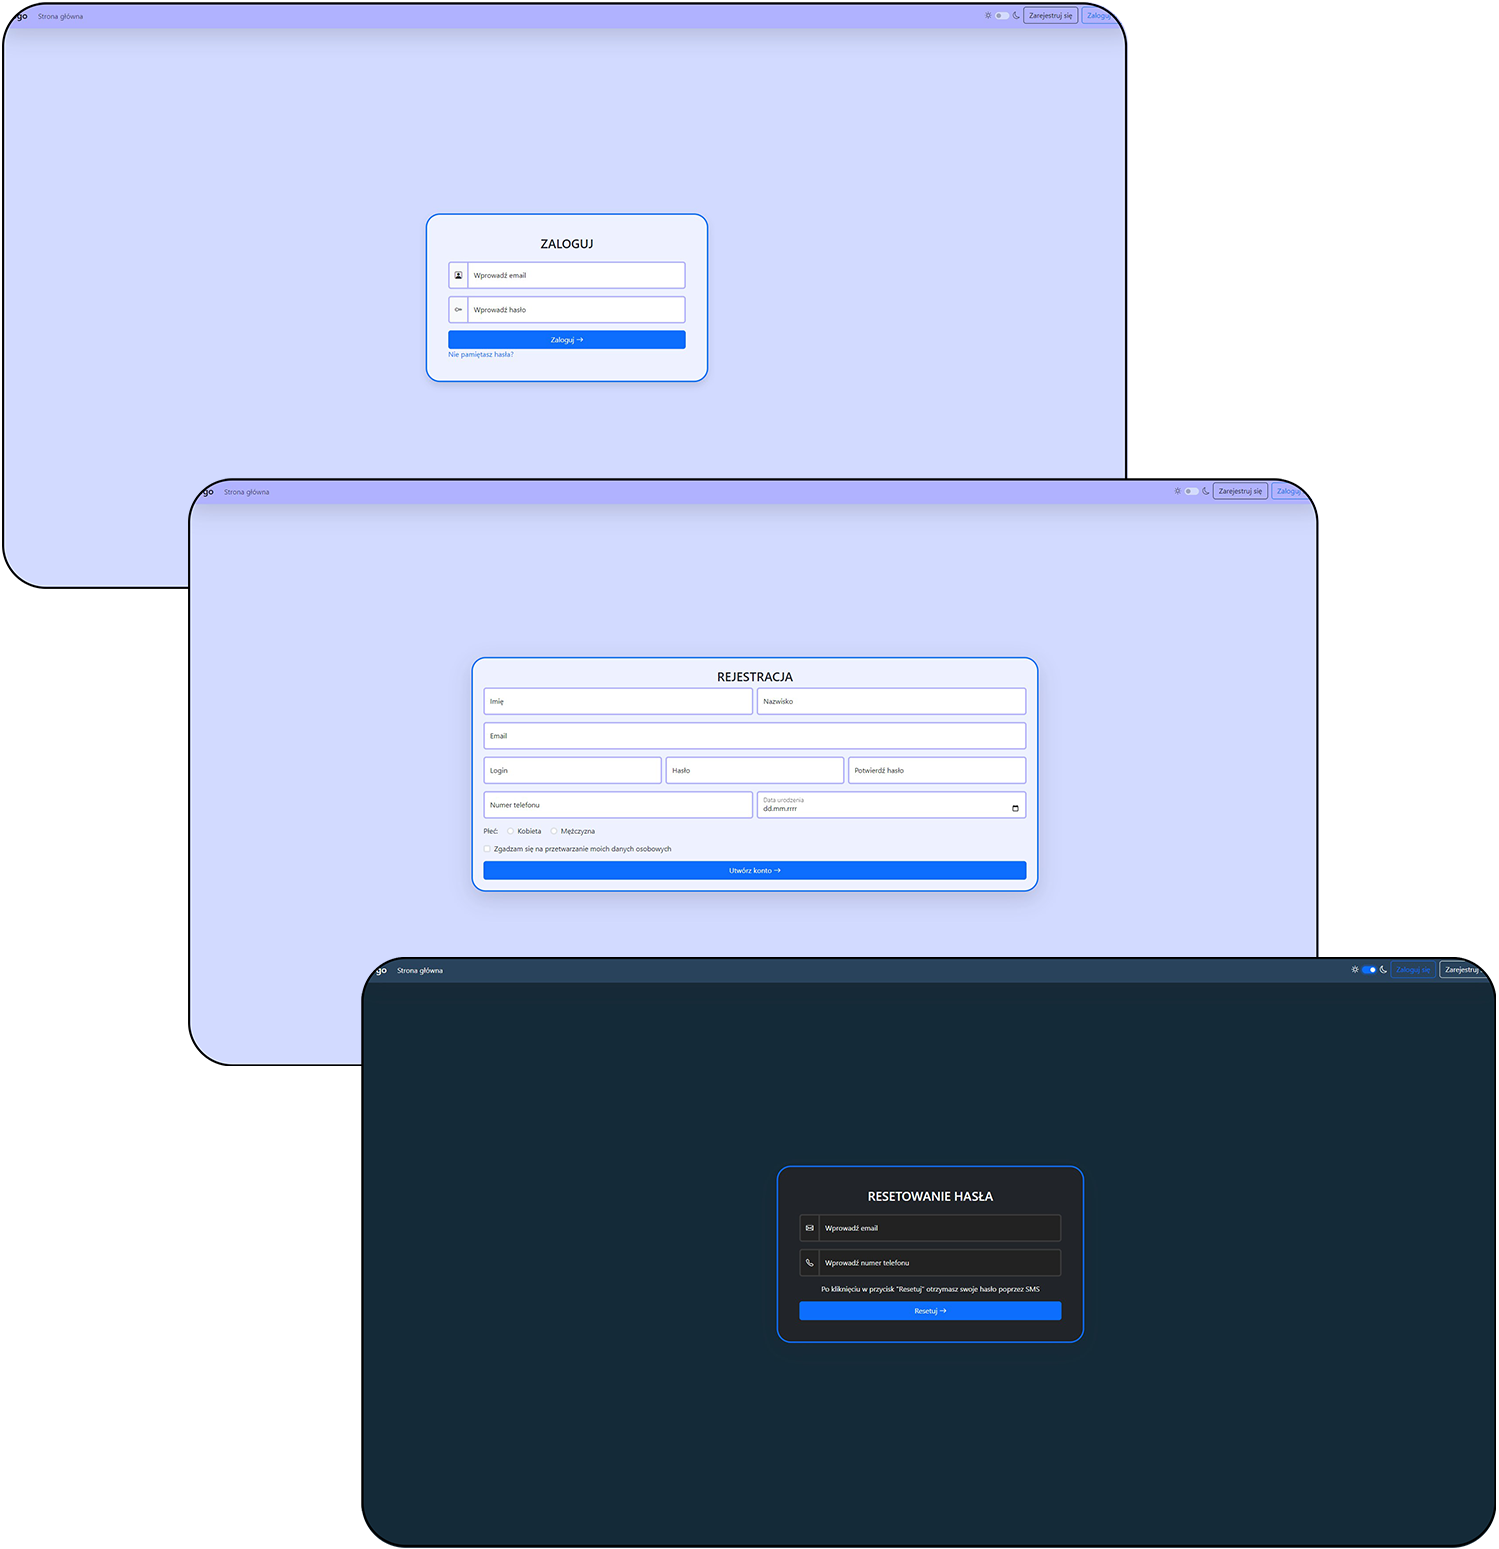 go Strona główna Zarejestruj się Zaloguj
ZALOGUJ
Wprowadź email
Wprowadź hasło
Zaloguj →
Nie pamiętasz hasła?
go Strona główna Zarejestruj się Zaloguj
REJESTRACJA
Imię Nazwisko
Email
Login Hasło Potwierdź hasło
Numer telefonu Data urodzenia
dd.mm.rrrr
Płeć: Kobieta Mężczyzna
Zgadzam się na przetwarzanie moich danych osobowych
Utwórz konto →
go Strona główna Zaloguj się Zarejestruj
RESETOWANIE HASŁA
Wprowadź email
Wprowadź numer telefonu
Po kliknięciu w przycisk "Resetuj" otrzymasz swoje hasło poprzez SMS
Resetuj →